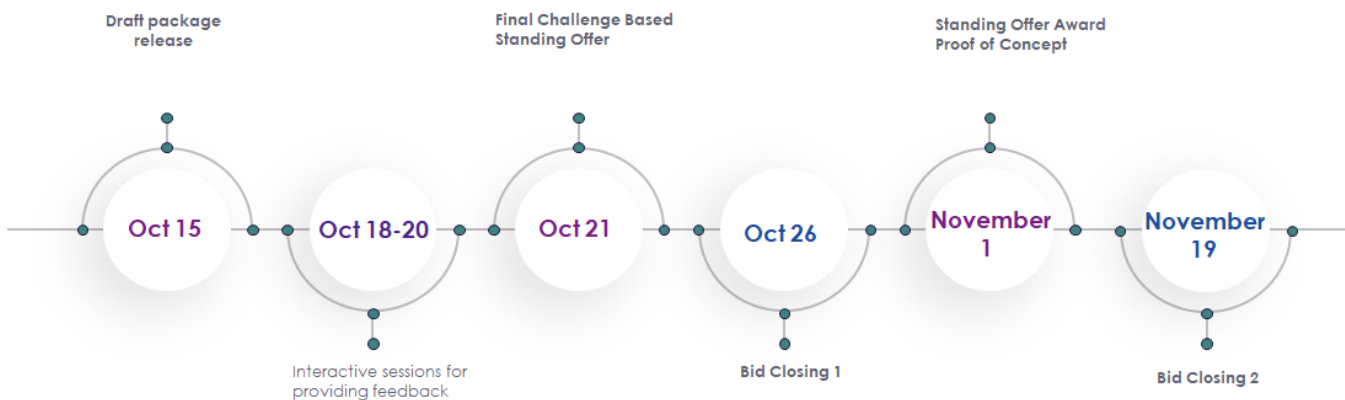 Draft package
release
Final Challenge Based
Standing Offer
Standing Offer Award
Proof of Concept
Oct 15
Oct 18-20
Oct 21
Oct 26
November
1
November
19
Interactive sessions for
providing feedback
Bid Closing 1
Bid Closing 2